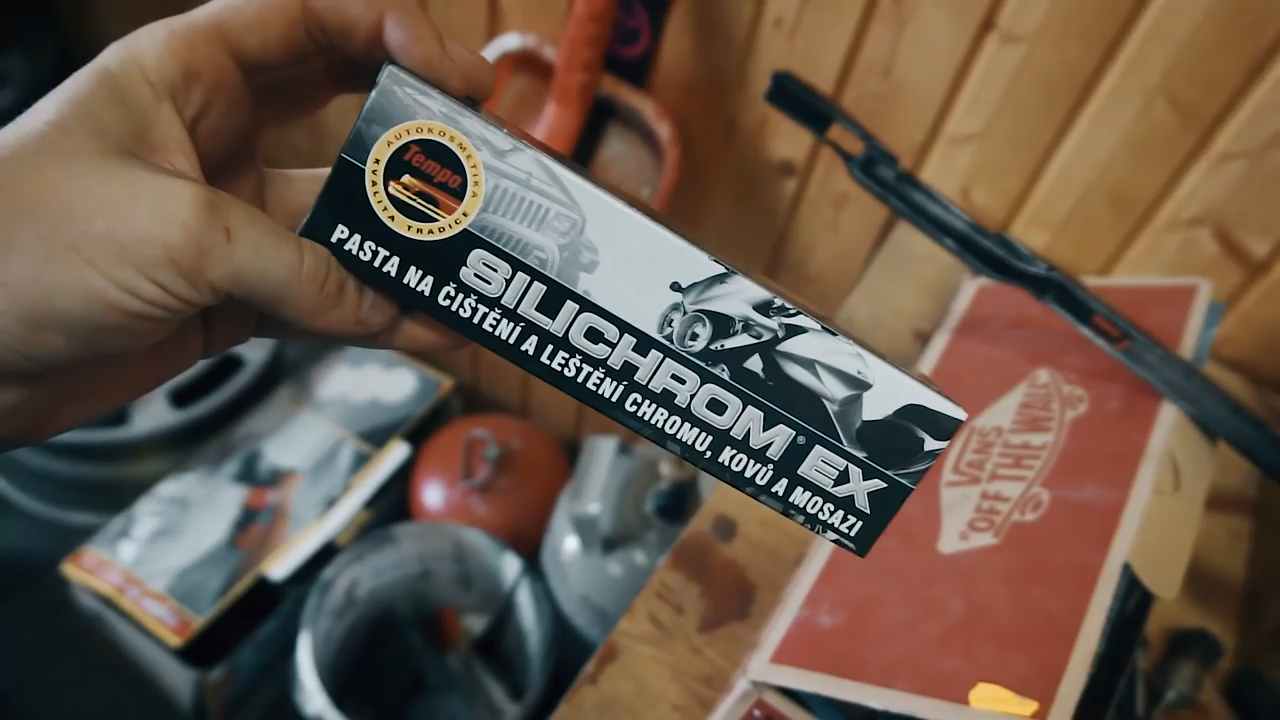 AUTOKOSMETIKA
Tempo
KVALITA TRADICE
SILICHROM® EX
PASTA NA ČIŠTĚNÍ A LEŠTĚNÍ CHROMU, KOVŮ A MOSAZI
VANS
"OFF THE WALL"